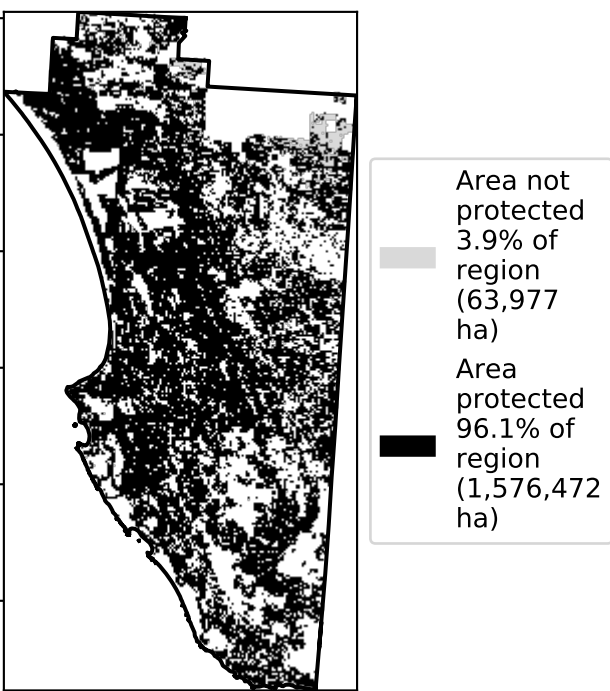 Area not
protected
3.9% of
region
(63,977
ha)
Area
protected
96.1% of
region
(1,576,472
ha)